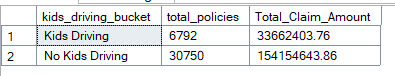 kids_driving_bucket total_policies Total_Claim_Amount
1 Kids Driving 6792 33662403.76
2 No Kids Driving 30750 154154643.86